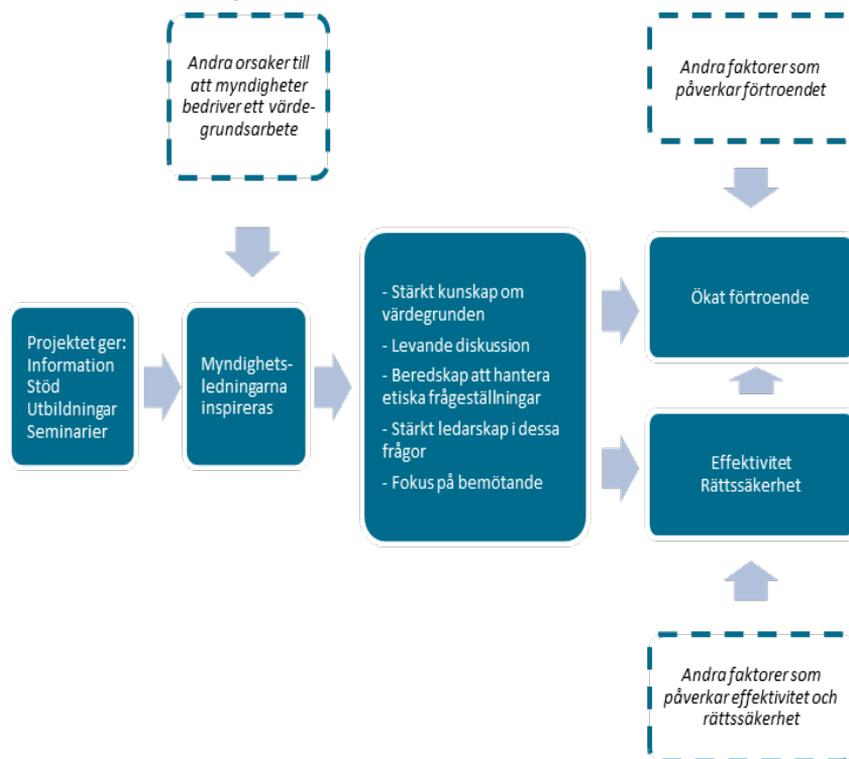 Andra orsaker till
att myndigheter
bedriver ett värde-
grundsarbete
Andra faktorer som
påverkar förtroendet
Projektet ger:
Information
Stöd
Utbildningar
Seminarier
Myndighets-
ledningarna
inspireras
- Stärkt kunskap om
värdegrunden
- Levande diskussion
- Beredskap att hantera
etiska frågeställningar
- Stärkt ledarskap i dessa
frågor
- Fokus på bemötande
Ökat förtroende
Effektivitet
Rättssäkerhet
Andra faktorer som
påverkar effektivitet och
rättssäkerhet